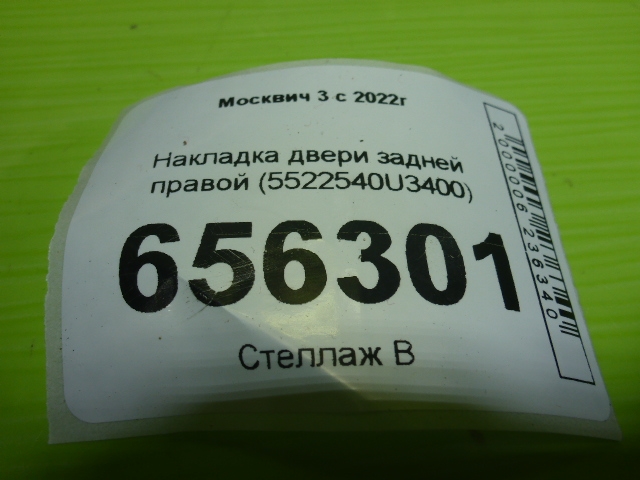 Москвич 3 с 2022г
Накладка двери задней
правой (5522540U3400)
656301
Стеллаж В
2000006236340